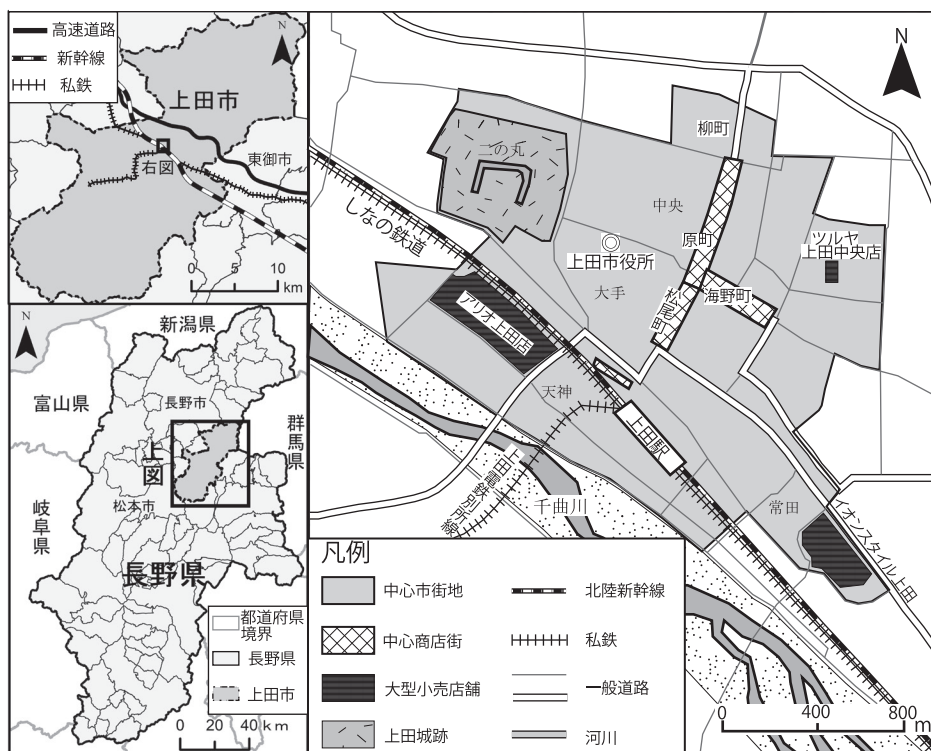 高速道路
新幹線
私鉄
N
上田市
東御市
右図
0 5 10
km
N
新潟県
富山県
長野市
群馬県
上図
松本市
岐阜県
長野県
都道府県
境界
長野県
上田市
0 20 40 km
N
柳町
二の丸
中央
しなの鉄道
原町
ツルヤ
上田中央店
上田市役所
大手
海野町
松尾町
アリオ上田店
天神
上田駅
上田電鉄別所線
千曲川
常田
イオンスタイル上田
凡例
中心市街地
北陸新幹線
中心商店街
私鉄
大型小売店舗
一般道路
上田城跡
河川
0 400 800
m